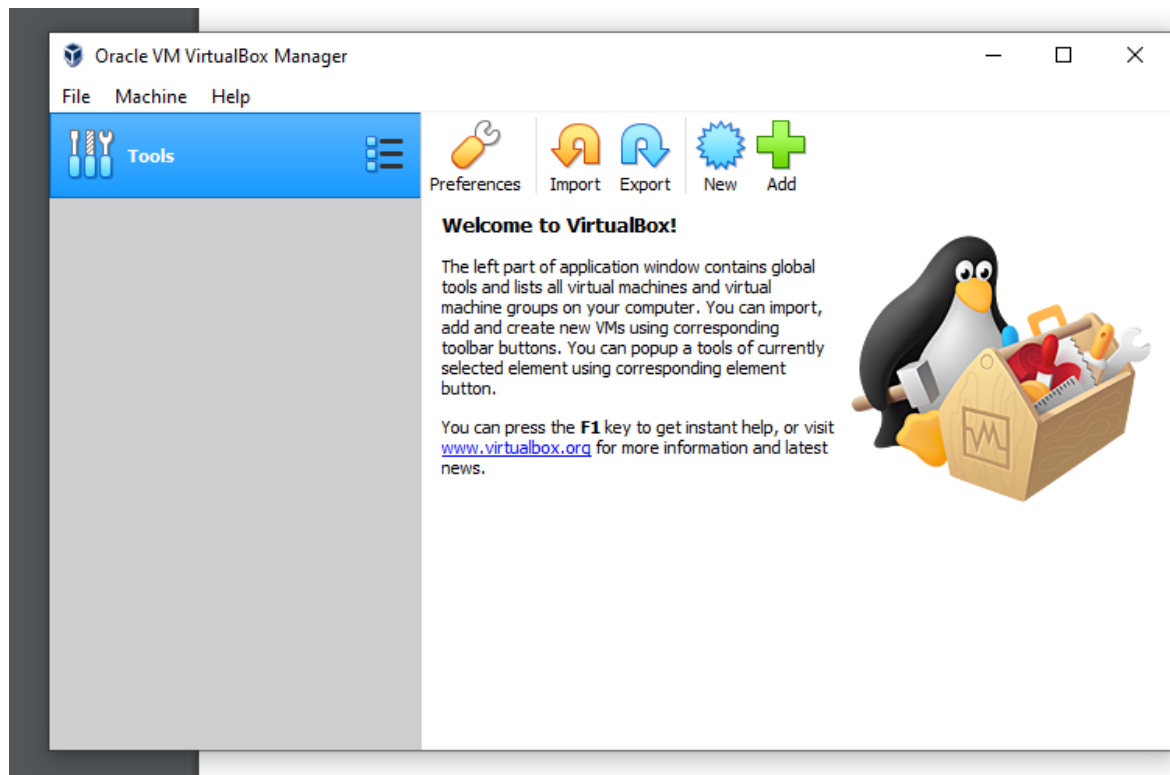 Oracle VM VirtualBox Manager
File Machine Help
Tools
Preferences Import Export New Add
Welcome to VirtualBox!
The left part of application window contains global
tools and lists all virtual machines and virtual
machine groups on your computer. You can import,
add and create new VMs using corresponding
toolbar buttons. You can popup a tools of currently
selected element using corresponding element
button.
You can press the F1 key to get instant help, or visit
www.virtualbox.org for more information and latest
news.